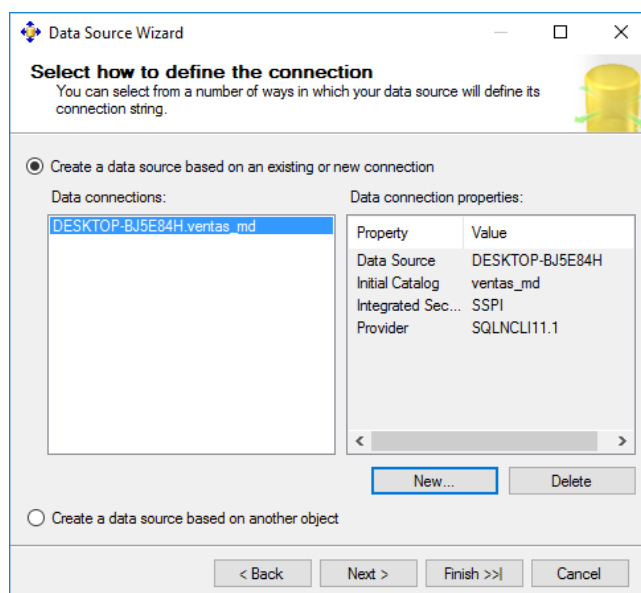 Data Source Wizard
Select how to define the connection
You can select from a number of ways in which your data source will define its
connection string.
Create a data source based on an existing or new connection
Data connections:
DESKTOP-BJ5E84H.ventas_md
Data connection properties:
Property Value
Data Source DESKTOP-BJ5E84H
Initial Catalog ventas_md
Integrated Sec... SSPI
Provider SQLNCLI11.1
New... Delete
Create a data source based on another object
< Back Next > Finish >>| Cancel